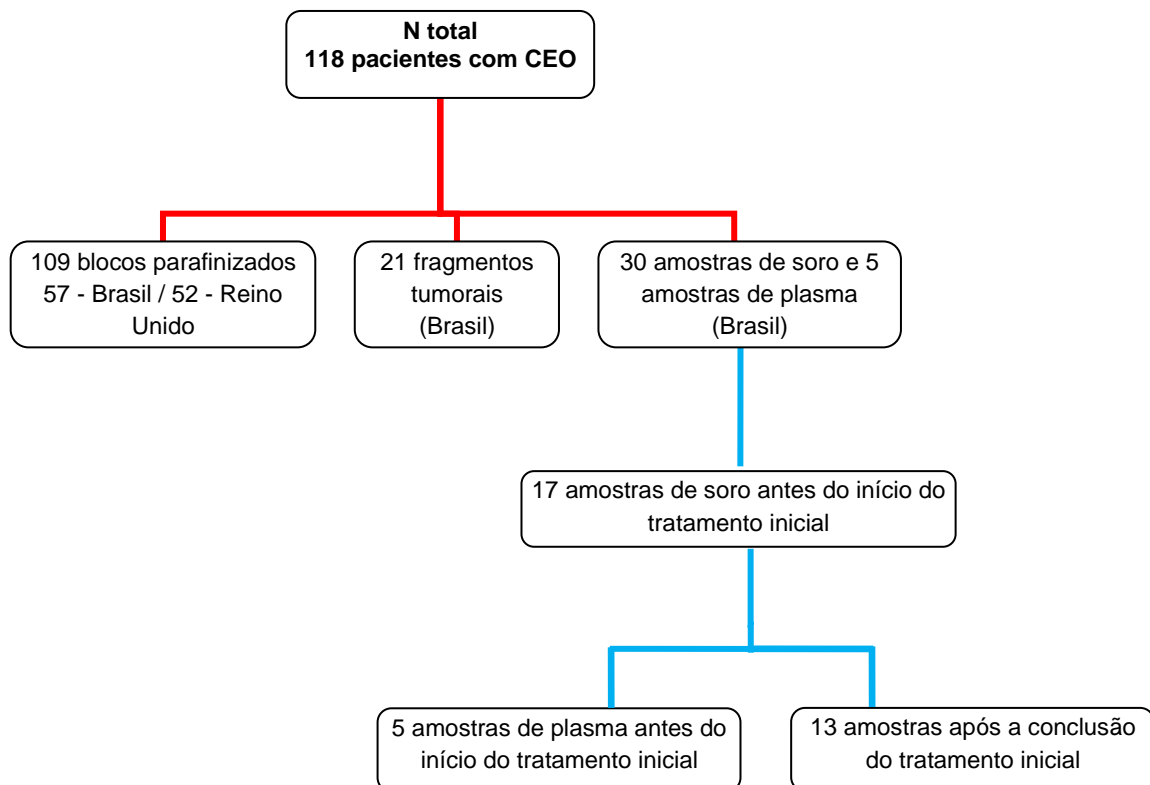 N total
118 pacientes com CEO
109 blocos parafinizados
57 - Brasil / 52 - Reino
Unido
21 fragmentos
tumorais
(Brasil)
30 amostras de soro e 5
amostras de plasma
(Brasil)
17 amostras de soro antes do início do
tratamento inicial
5 amostras de plasma antes do
início do tratamento inicial
13 amostras após a conclusão
do tratamento inicial